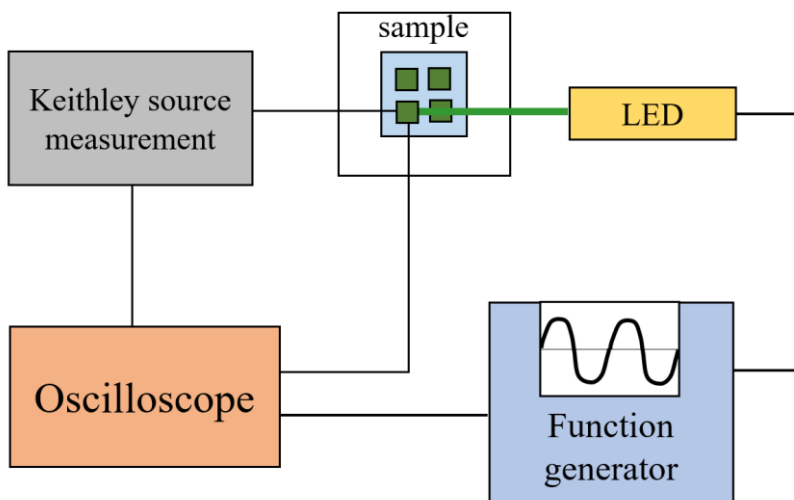 sample
Keithley source
measurement
LED
Oscilloscope
Function
generator